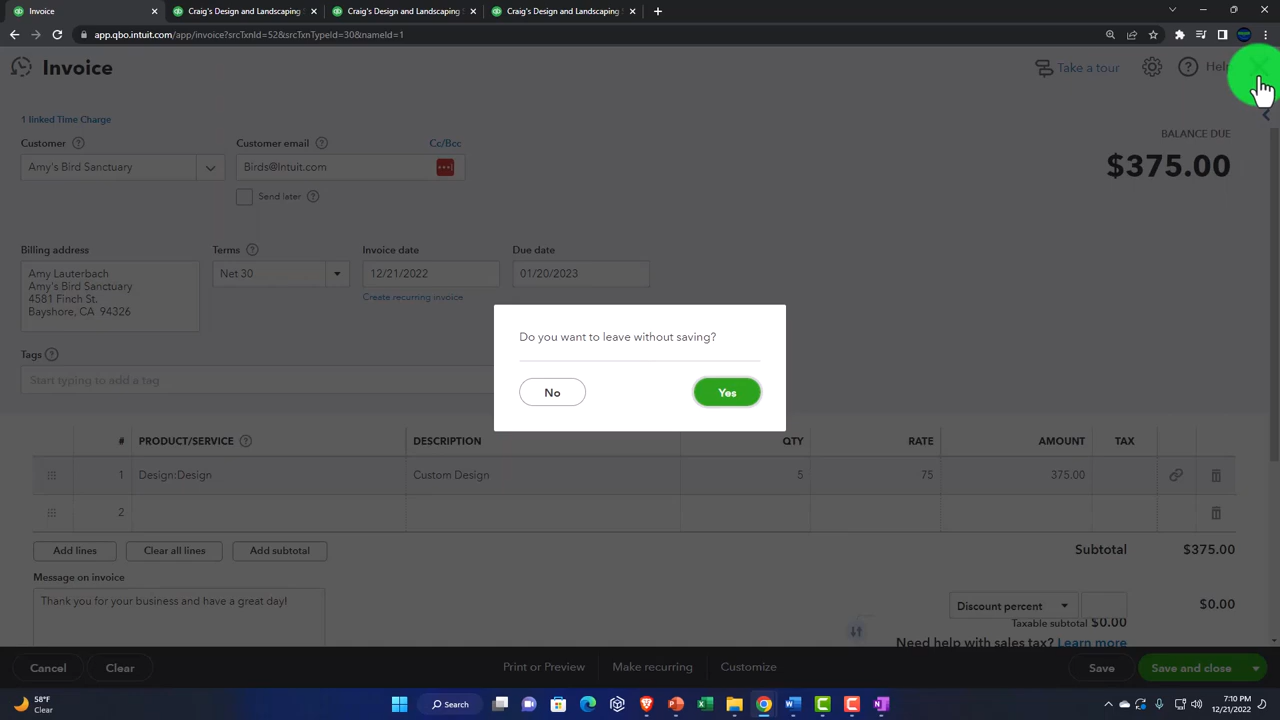 Invoice
Craig's Design and Landscaping
Craig's Design and Landscaping
Craig's Design and Landscaping
app.qbo.intuit.com/app/invoice?srcTxnId=52&srcTxnTypeId=30&nameId=1
Invoice
Take a tour
Help
1 linked Time Charge
BALANCE DUE
$375.00
Customer
Customer email
Cc/Bcc
Amy's Bird Sanctuary
Birds@Intuit.com
Send later
Billing address
Terms
Invoice date
Due date
Amy Lauterbach
Amy's Bird Sanctuary
4581 Finch St.
Bayshore, CA 94326
Net 30
12/21/2022
01/20/2023
Create recurring invoice
Do you want to leave without saving?
No
Yes
Tags
Start typing to add a tag
# PRODUCT/SERVICE DESCRIPTION QTY RATE AMOUNT TAX
1 Design:Design Custom Design 5 75 375.00
2
Add lines
Clear all lines
Add subtotal
Subtotal $375.00
Message on invoice
Thank you for your business and have a great day!
Discount percent
$0.00
Taxable subtotal $0.00
Need help with sales tax? Learn more
Cancel
Clear
Print or Preview
Make recurring
Customize
Save
Save and close
58°F
Clear
Search
7:10 PM
12/21/2022